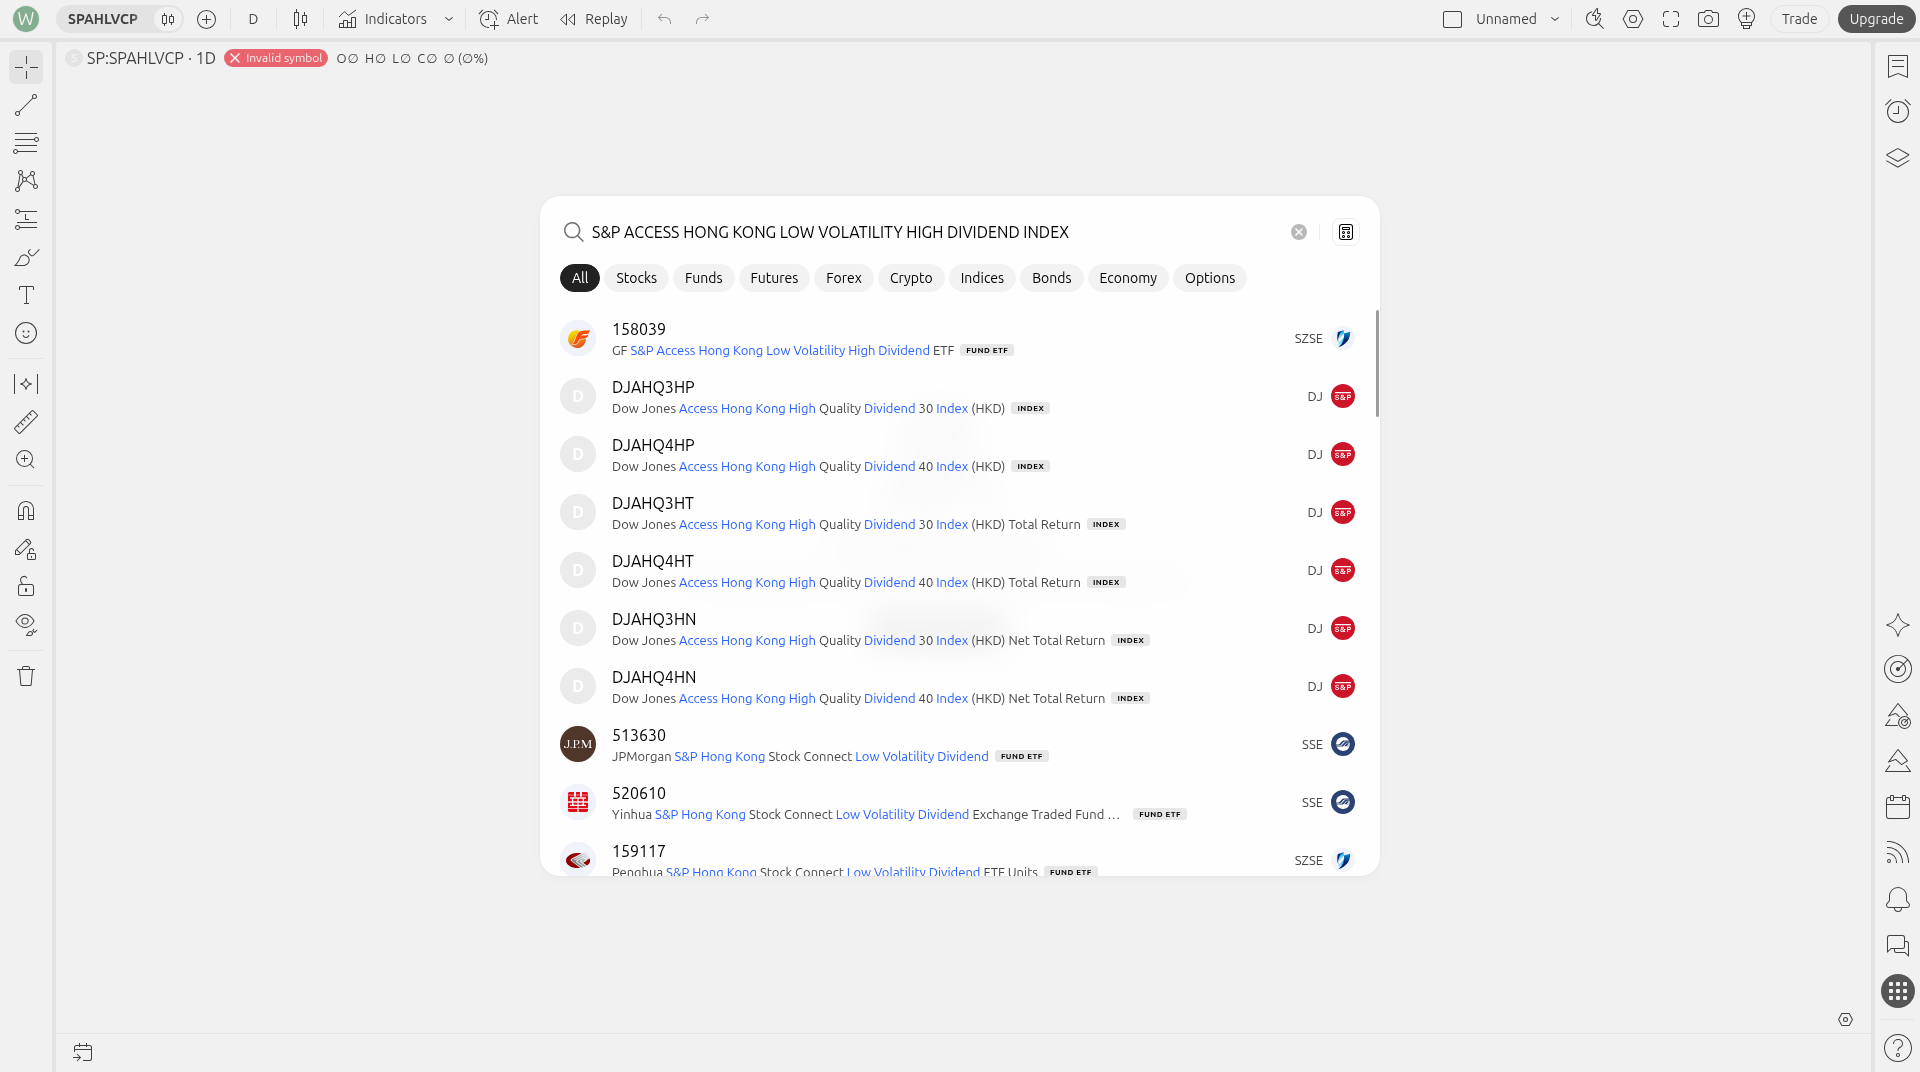 W SPAHLVCP D Indicators Alert Replay Unnamed Trade Upgrade
S SP:SPAHLVCP · 1D Invalid symbol O∅ H∅ L∅ C∅ ∅ (∅%)
S&P ACCESS HONG KONG LOW VOLATILITY HIGH DIVIDEND INDEX
All Stocks Funds Futures Forex Crypto Indices Bonds Economy Options
158039
GF S&P Access Hong Kong Low Volatility High Dividend ETF FUND ETF
SZSE
DJAHQ3HP
D Dow Jones Access Hong Kong High Quality Dividend 30 Index (HKD) INDEX
DJ S&P
DJAHQ4HP
D Dow Jones Access Hong Kong High Quality Dividend 40 Index (HKD) INDEX
DJ S&P
DJAHQ3HT
D Dow Jones Access Hong Kong High Quality Dividend 30 Index (HKD) Total Return INDEX
DJ S&P
DJAHQ4HT
D Dow Jones Access Hong Kong High Quality Dividend 40 Index (HKD) Total Return INDEX
DJ S&P
DJAHQ3HN
D Dow Jones Access Hong Kong High Quality Dividend 30 Index (HKD) Net Total Return INDEX
DJ S&P
DJAHQ4HN
D Dow Jones Access Hong Kong High Quality Dividend 40 Index (HKD) Net Total Return INDEX
DJ S&P
513630
J.P.M JPMorgan S&P Hong Kong Stock Connect Low Volatility Dividend FUND ETF
SSE
520610
Yinhua S&P Hong Kong Stock Connect Low Volatility Dividend Exchange Traded Fund ... FUND ETF
SSE
159117
Penghua S&P Hong Kong Stock Connect Low Volatility Dividend ETF Units FUND ETF
SZSE